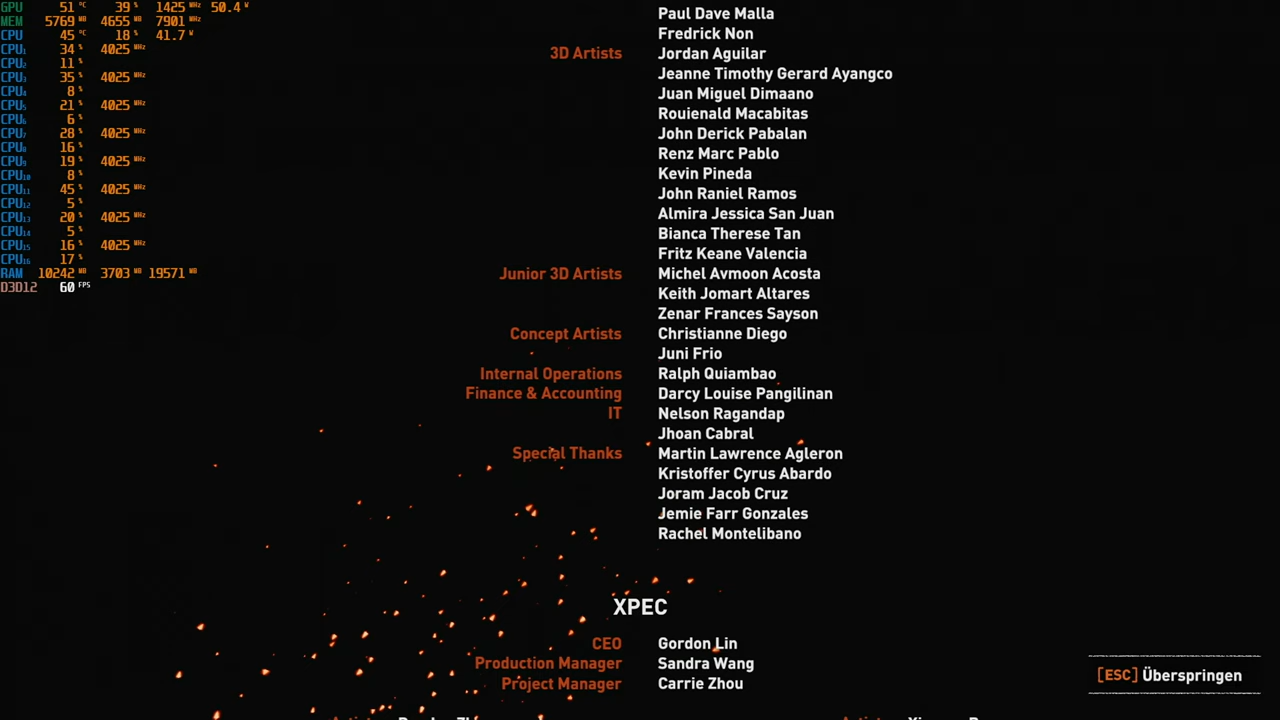 GPU 51 °C 39 % 1425 MHz 50.4 W
MEM 5769 MB 4655 MB 7901 MHz
CPU 45 °C 18 % 41.7 W
CPU1 34 % 4025 MHz
CPU2 11 %
CPU3 35 % 4025 MHz
CPU4 8 %
CPU5 21 % 4025 MHz
CPU6 6 %
CPU7 28 % 4025 MHz
CPU8 16 %
CPU9 19 % 4025 MHz
CPU10 8 %
CPU11 45 % 4025 MHz
CPU12 5 %
CPU13 20 % 4025 MHz
CPU14 5 %
CPU15 16 % 4025 MHz
CPU16 17 %
RAM 10242 MB 3703 MB 19571 MB
D3D12 60 FPS
Paul Dave Malla
Fredrick Non
3D Artists Jordan Aguilar
Jeanne Timothy Gerard Ayangco
Juan Miguel Dimaano
Rouienald Macabitas
John Derick Pabalan
Renz Marc Pablo
Kevin Pineda
John Raniel Ramos
Almira Jessica San Juan
Bianca Therese Tan
Fritz Keane Valencia
Junior 3D Artists Michel Avmoon Acosta
Keith Jomart Altares
Zenar Frances Sayson
Concept Artists Christianne Diego
Juni Frio
Internal Operations Ralph Quiambao
Finance & Accounting Darcy Louise Pangilinan
IT Nelson Ragandap
Jhoan Cabral
Special Thanks Martin Lawrence Agleron
Kristoffer Cyrus Abardo
Joram Jacob Cruz
Jemie Farr Gonzales
Rachel Montelibano
XPEC
CEO Gordon Lin
Production Manager Sandra Wang
Project Manager Carrie Zhou
[ESC] Überspringen